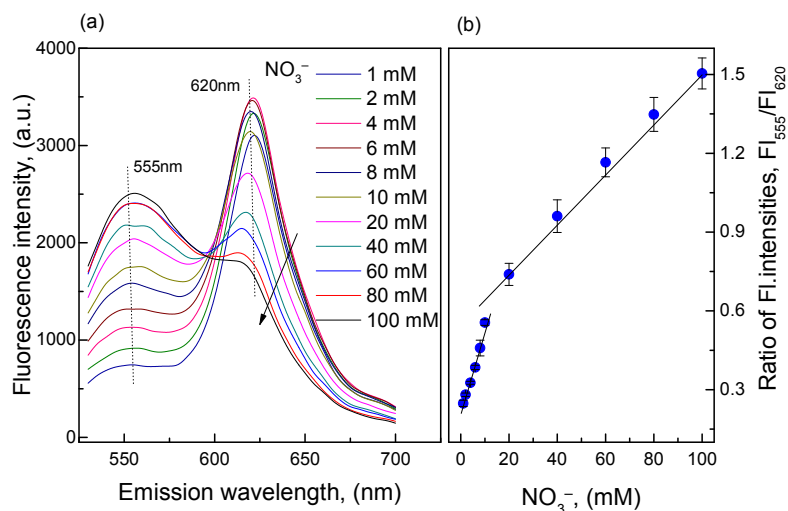 (a)
4000
3000
2000
1000
0
Fluorescence intensity, (a.u.)
550
600
650
700
Emission wavelength, (nm)
555nm
620nm
NO₃⁻
1 mM
2 mM
4 mM
6 mM
8 mM
10 mM
20 mM
40 mM
60 mM
80 mM
100 mM
(b)
1.5
1.2
0.9
0.6
0.3
Ratio of Fl.intensities, FI₅₅₅/FI₆₂₀
0
20
40
60
80
100
NO₃⁻, (mM)